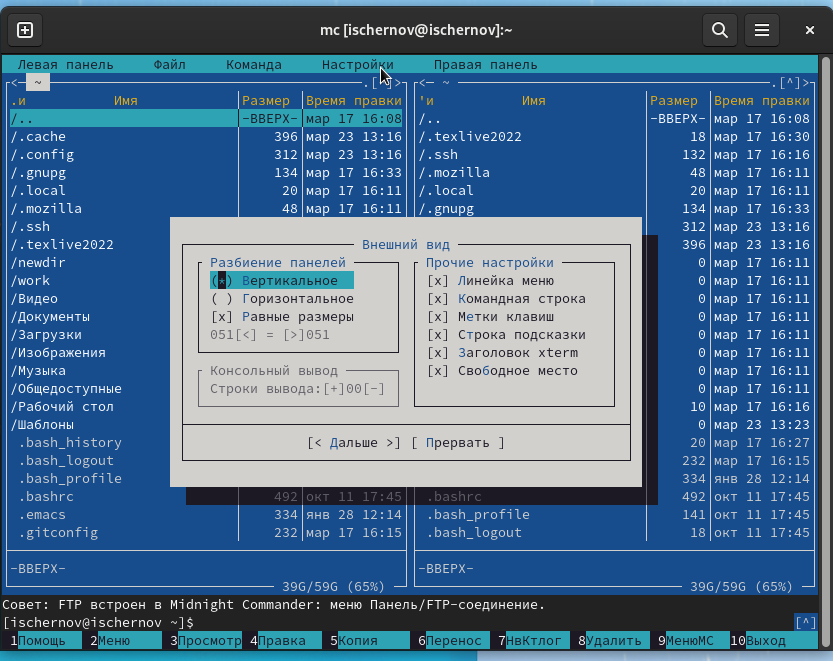 mc [ischernov@ischernov]:~
Левая панель Файл Команда Настройки Правая панель
<— ~ .[^]> <— ~ .[^]>
.и Имя Размер Время правки 'и Имя Размер Время правки
/.. -ВВЕРХ- мар 17 16:08 /.. -ВВЕРХ- мар 17 16:08
/.cache 396 мар 23 13:16 /.texlive2022 18 мар 17 16:30
/.config 312 мар 23 13:16 /.ssh 132 мар 17 16:16
/.gnupg 134 мар 17 16:33 /.mozilla 48 мар 17 16:11
/.local 20 мар 17 16:11 /.local 20 мар 17 16:11
/.mozilla 48 мар 17 16:11 /.gnupg 134 мар 17 16:33
/.ssh 312 мар 23 13:16
/.texlive2022 Внешний вид 396 мар 23 13:16
/newdir Разбиение панелей Прочие настройки 0 мар 17 16:11
/work (*) Вертикальное [x] Линейка меню 0 мар 17 16:11
/Видео ( ) Горизонтальное [x] Командная строка 0 мар 17 16:11
/Документы [x] Равные размеры [x] Метки клавиш 0 мар 17 16:11
/Загрузки 051[<] = [>]051 [x] Строка подсказки 0 мар 17 16:11
/Изображения [x] Заголовок xterm 0 мар 17 16:11
/Музыка Консольный вывод [x] Свободное место 0 мар 17 16:11
/Общедоступные Строки вывода:[+]00[-] 0 мар 17 16:11
/Рабочий стол 10 мар 17 16:16
/Шаблоны 0 мар 23 13:23
.bash_history [< Дальше >] [ Прервать ] 20 мар 17 16:27
.bash_logout 232 мар 17 16:15
.bash_profile 334 янв 28 12:14
.bashrc 492 окт 11 17:45 .bashrc 492 окт 11 17:45
.emacs 334 янв 28 12:14 .bash_profile 141 окт 11 17:45
.gitconfig 232 мар 17 16:15 .bash_logout 18 окт 11 17:45
-ВВЕРХ- -ВВЕРХ-
39G/59G (65%) 39G/59G (65%)
Совет: FTP встроен в Midnight Commander: меню Панель/FTP-соединение.
[ischernov@ischernov ~]$ [^]
1Помощь 2Меню 3Просмотр 4Правка 5Копия 6Перенос 7НвКтлог 8Удалить 9МенюМС 10Выход